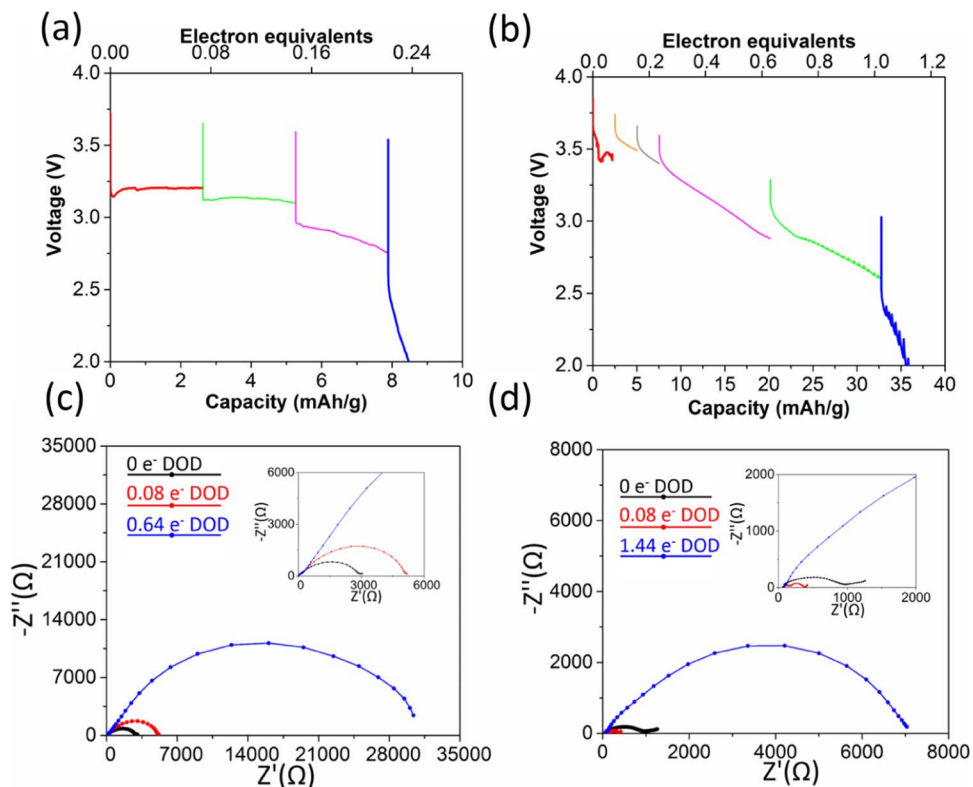 (a)
Electron equivalents
0.00 0.08 0.16 0.24
4.0
3.5
3.0
2.5
2.0
Voltage (V)
0 2 4 6 8 10
Capacity (mAh/g)
(b)
Electron equivalents
0.0 0.2 0.4 0.6 0.8 1.0 1.2
4.0
3.5
3.0
2.5
2.0
Voltage (V)
0 5 10 15 20 25 30 35 40
Capacity (mAh/g)
(c)
35000
28000
21000
14000
7000
0
-Z''(Ω)
0 e- DOD
0.08 e- DOD
0.64 e- DOD
6000
3000
0
-Z''(Ω)
0 3000 6000
Z'(Ω)
0 7000 14000 21000 28000 35000
Z'(Ω)
(d)
8000
6000
4000
2000
0
-Z''(Ω)
0 e- DOD
0.08 e- DOD
1.44 e- DOD
2000
1000
0
-Z''(Ω)
0 1000 2000
Z'(Ω)
0 2000 4000 6000 8000
Z'(Ω)